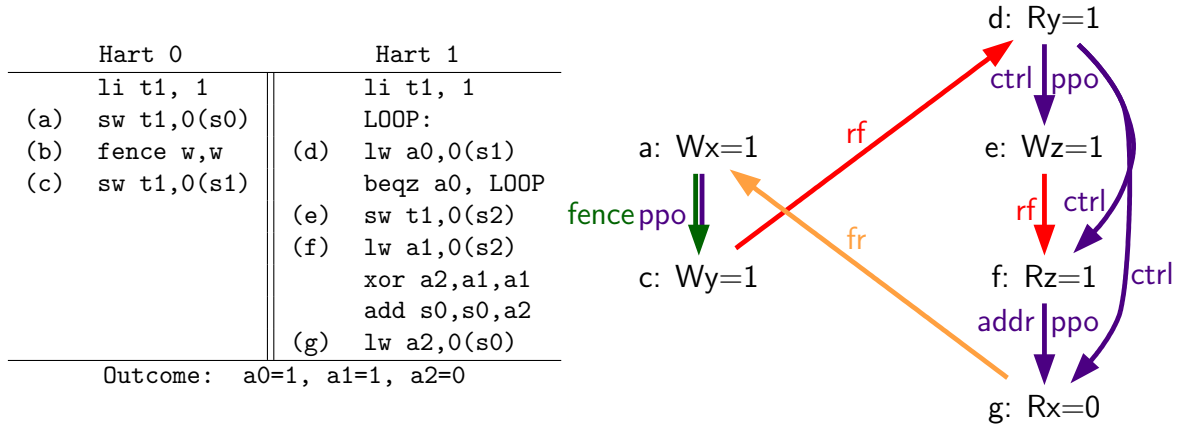 Hart 0 Hart 1
li t1, 1 li t1, 1
(a) sw t1,0(s0) LOOP:
(b) fence w,w (d) lw a0,0(s1)
(c) sw t1,0(s1) beqz a0, LOOP
(e) sw t1,0(s2)
(f) lw a1,0(s2)
xor a2,a1,a1
add s0,s0,a2
(g) lw a2,0(s0)
Outcome: a0=1, a1=1, a2=0
d: Ry=1
ctrl ppo
rf
a: Wx=1 e: Wz=1
fence ppo rf ctrl
fr
c: Wy=1 f: Rz=1 ctrl
addr ppo
g: Rx=0